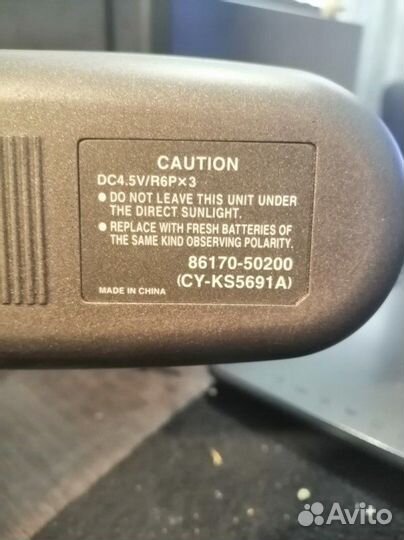 CAUTION
DC4.5V/R6P×3
● DO NOT LEAVE THIS UNIT UNDER
THE DIRECT SUNLIGHT.
● REPLACE WITH FRESH BATTERIES OF
THE SAME KIND OBSERVING POLARITY.
86170-50200
(CY-KS5691A)
MADE IN CHINA
Avito